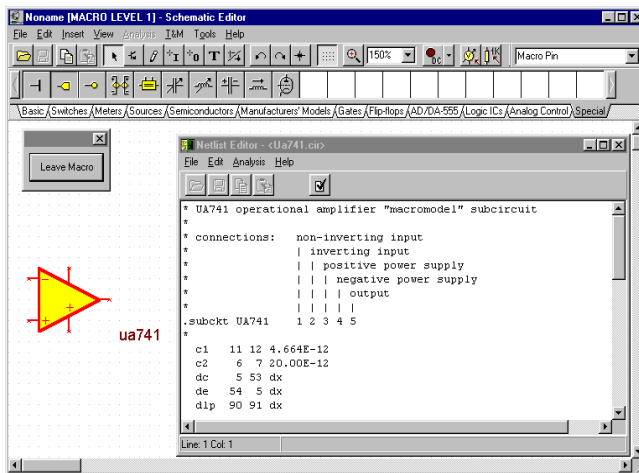 Noname [MACRO LEVEL 1] - Schematic Editor
File Edit Insert View Analysis I&M Tools Help
150% DC Macro Pin
Basic Switches Meters Sources Semiconductors Manufacturers' Models Gates Flip-flops AD/DA-555 Logic ICs Analog Control Special
Leave Macro
ua741
Netlist Editor - <Ua741.cir>
File Edit Analysis Help
* UA741 operational amplifier "macromodel" subcircuit
*
* connections: non-inverting input
* | inverting input
* | | positive power supply
* | | | negative power supply
* | | | | output
* | | | | |
.subckt UA741 1 2 3 4 5
*
c1 11 12 4.664E-12
c2 6 7 20.00E-12
dc 5 53 dx
de 54 5 dx
dlp 90 91 dx
Line: 1 Col: 1